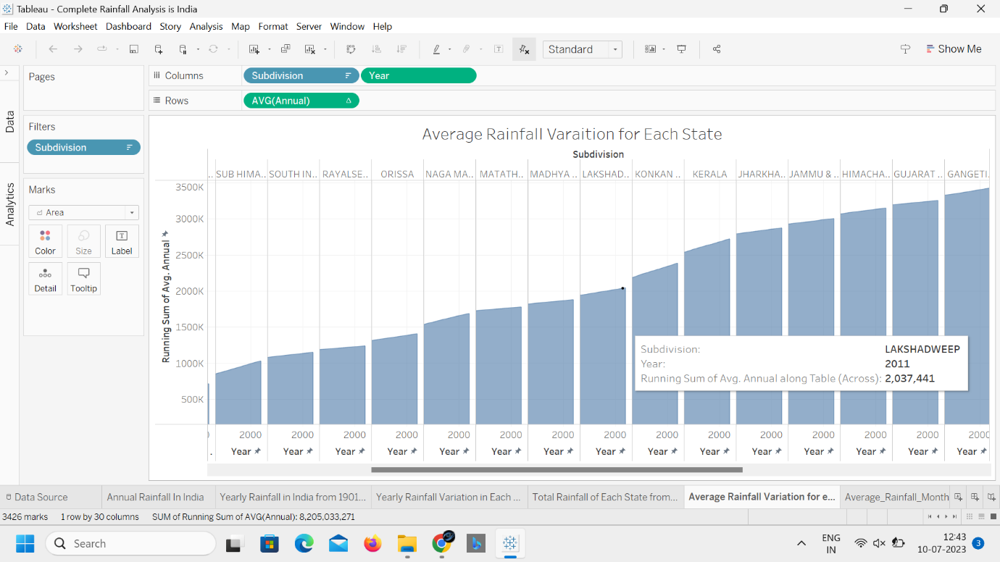 Tableau - Complete Rainfall Analysis is India
File Data Worksheet Dashboard Story Analysis Map Format Server Window Help
Standard
Show Me
Data
Analytics
Pages
Filters
Subdivision
Marks
Area
Color Size Label
Detail Tooltip
Columns Subdivision Year
Rows AVG(Annual)
Average Rainfall Varaition for Each State
Subdivision
.. SUB HIMA.. SOUTH IN.. RAYALSE.. ORISSA NAGA MA.. MATATH.. MADHYA .. LAKSHAD.. KONKAN .. KERALA JHARKHA.. JAMMU & .. HIMACHA.. GUJARAT .. GANGETI.
Running Sum of Avg. Annual
3500K
3000K
2500K
2000K
1500K
1000K
500K
Subdivision: LAKSHADWEEP
Year: 2011
Running Sum of Avg. Annual along Table (Across): 2,037,441
2000 2000 2000 2000 2000 2000 2000 2000 2000 2000 2000 2000 2000 2000 2000
. Year Year Year Year Year Year Year Year Year Year Year Year Year Year Year
Data Source Annual Rainfall In India Yearly Rainfall in India from 1901... Yearly Rainfall Variation in Each ... Total Rainfall of Each State from... Average Rainfall Variation for e... Average_Rainfall_Month
3426 marks 1 row by 30 columns SUM of Running Sum of AVG(Annual): 8,205,033,271
Search
ENG
IN
12:43
10-07-2023
3